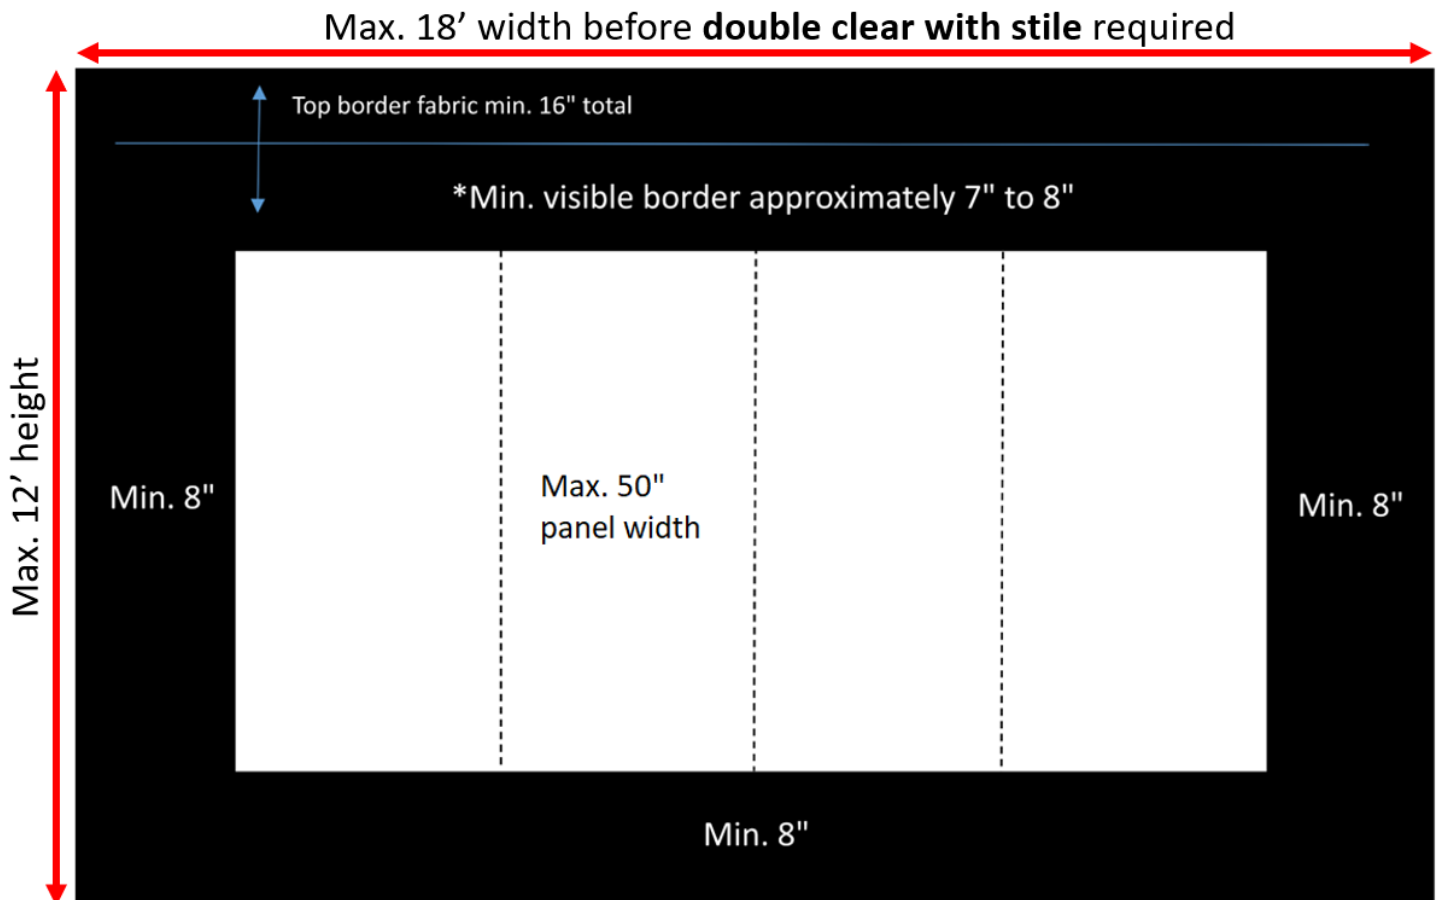 Max. 18’ width before double clear with stile required
Top border fabric min. 16" total
*Min. visible border approximately 7" to 8"
Max. 12’ height
Min. 8"
Max. 50"
panel width
Min. 8"
Min. 8"